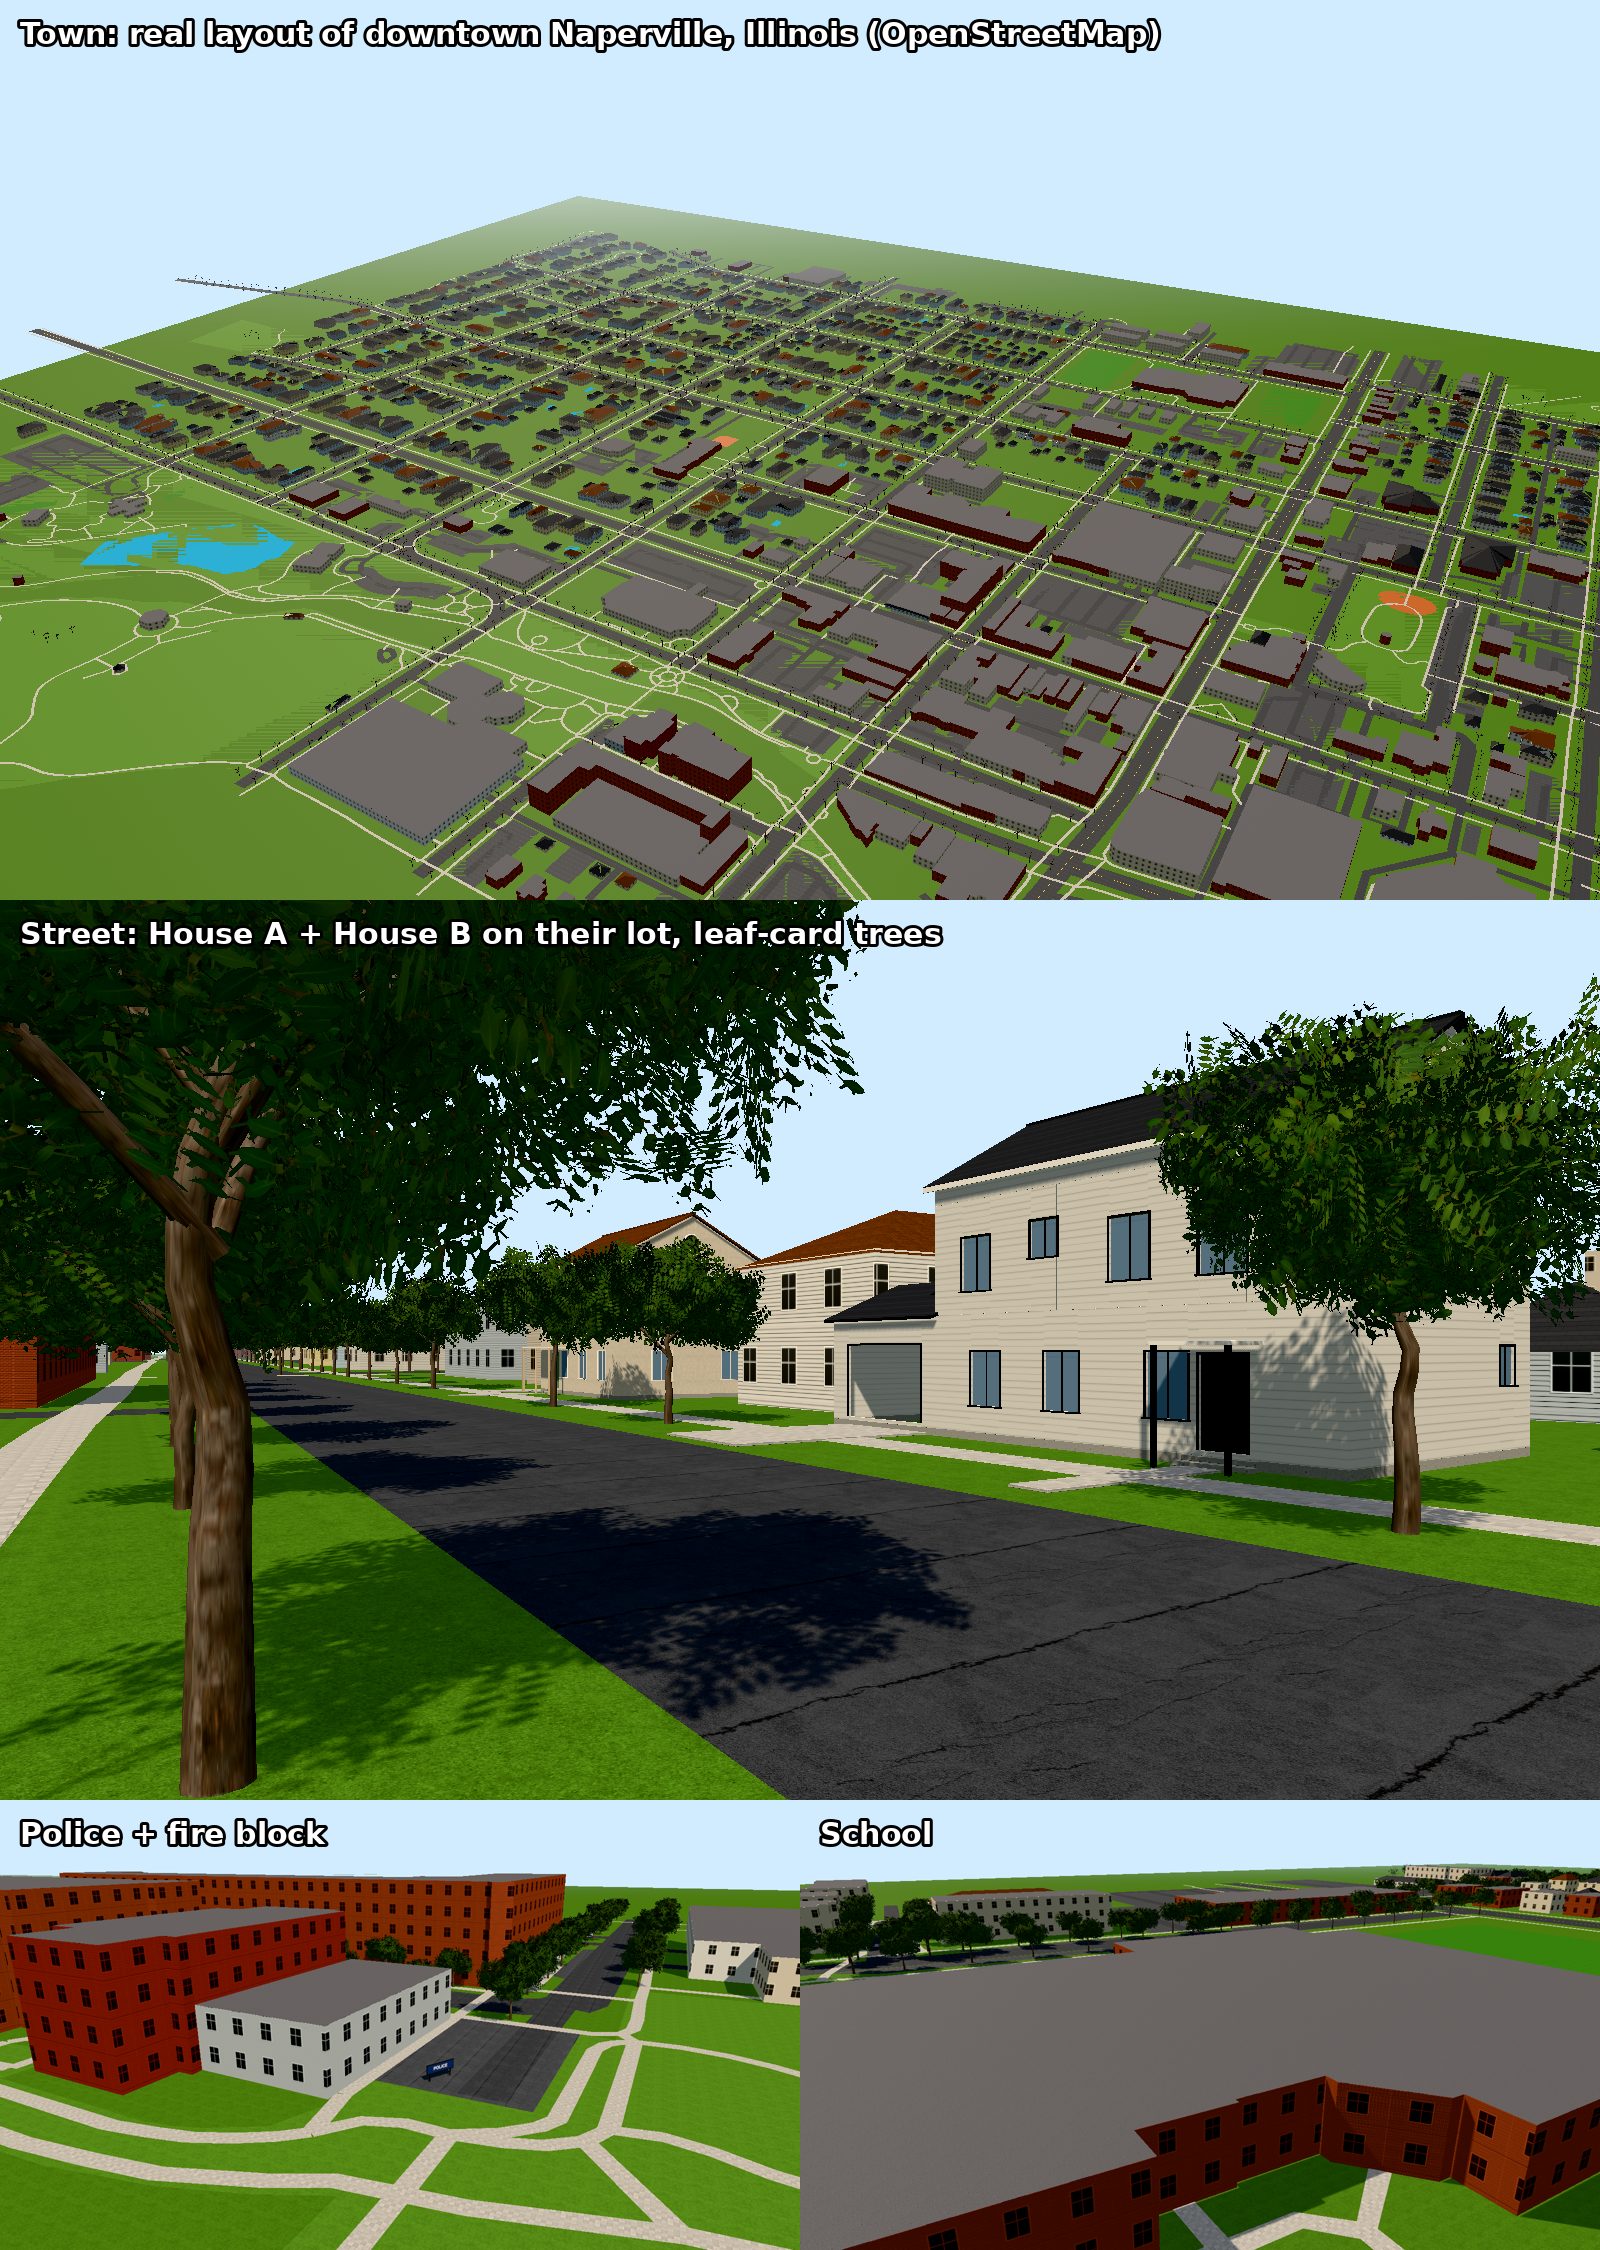 Town: real layout of downtown Naperville, Illinois (OpenStreetMap)
Street: House A + House B on their lot, leaf-card trees
Police + fire block
School
POLICE